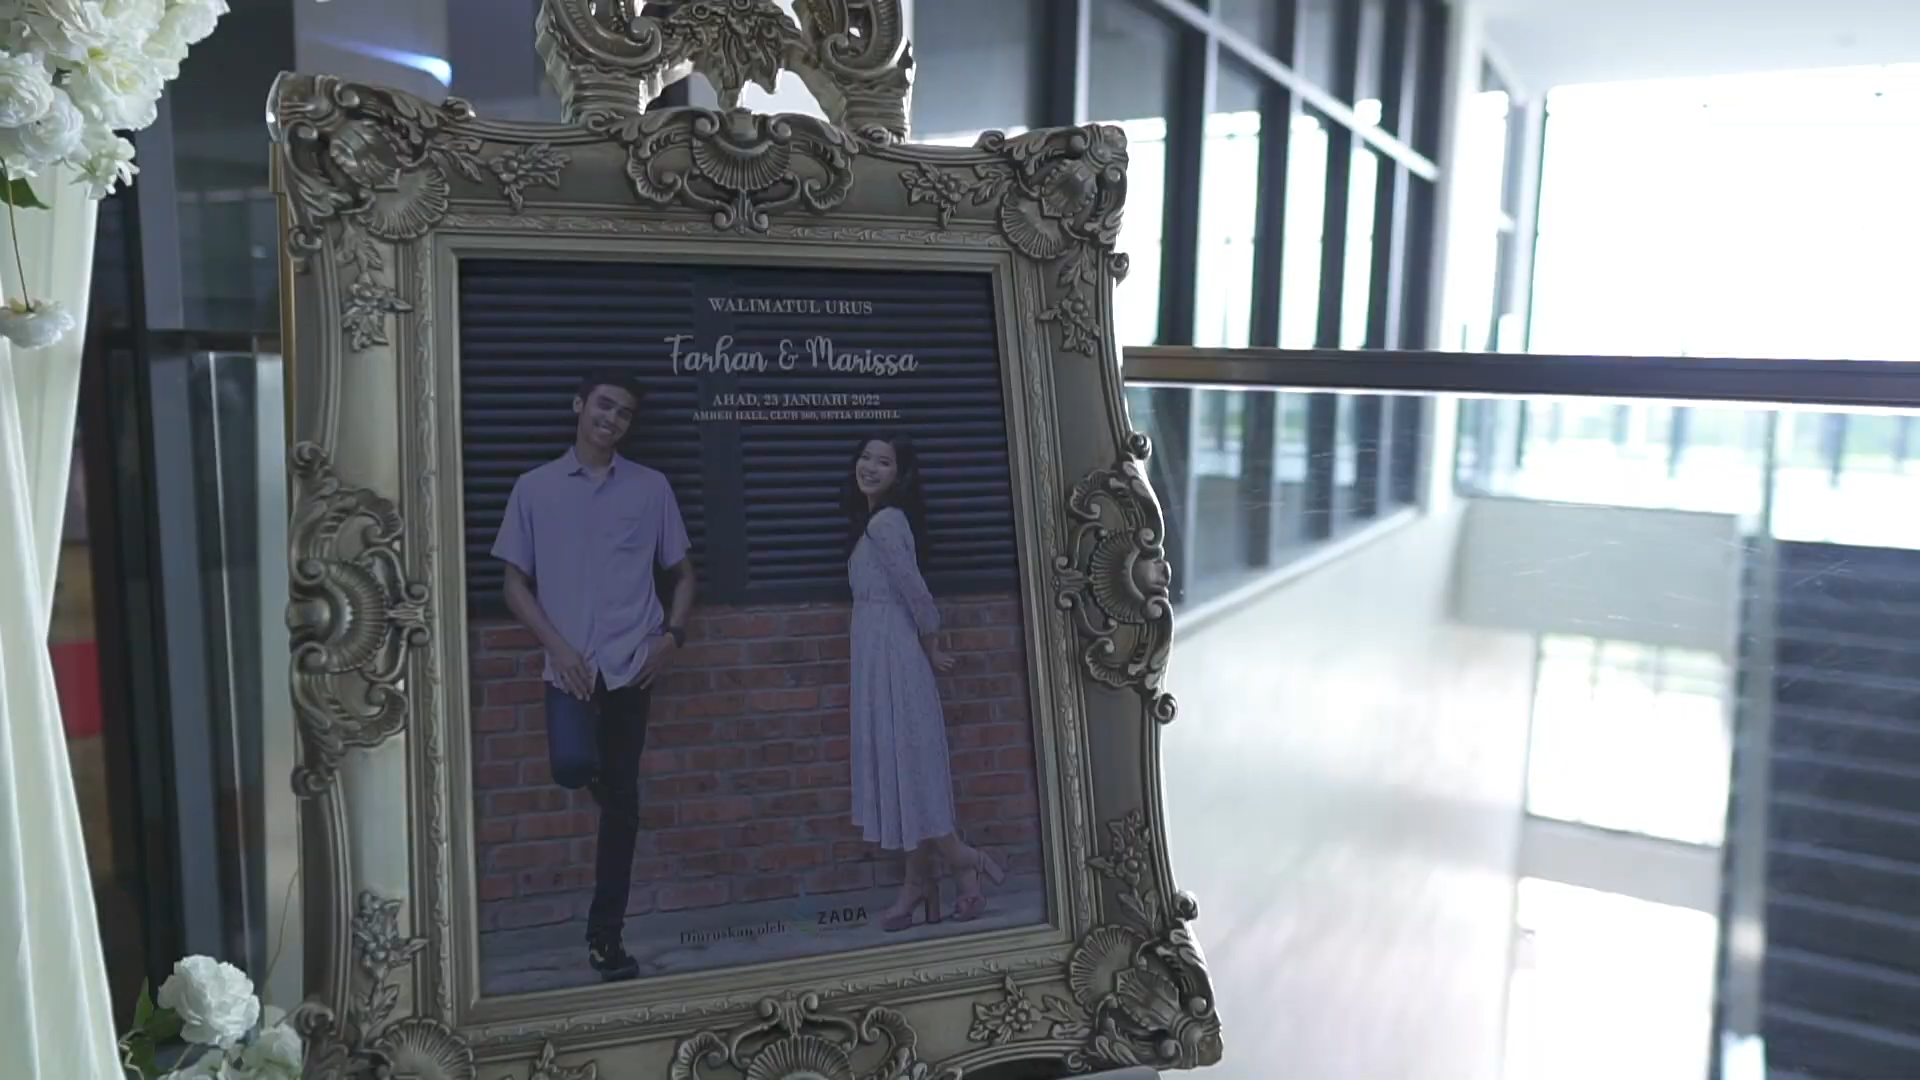 WALIMATUL URUS
Farhan & Marissa
AHAD, 23 JANUARI 2022
AMBER HALL, CLUB 360, SETIA ECOHILL
Diuruskan oleh ZADA